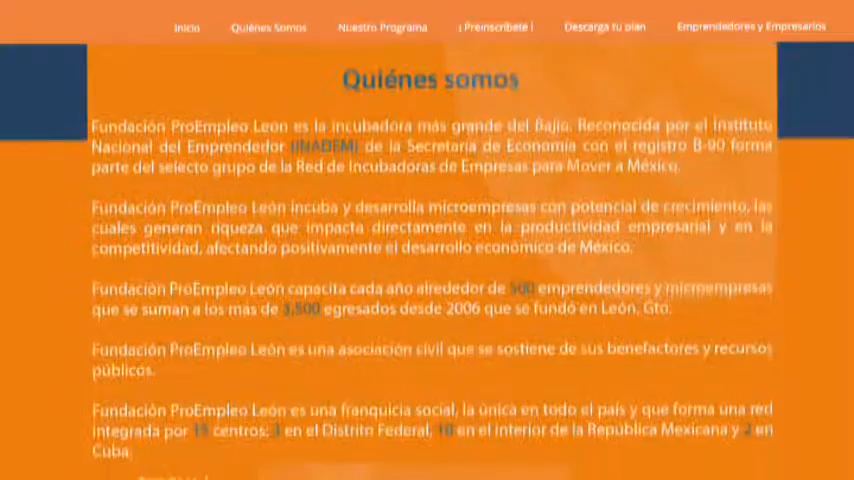 Inicio Quiénes Somos Nuestro Programa ¡ Preinscríbete ! Descarga tu plan Emprendedores y Empresarios
Quiénes somos
Fundación ProEmpleo León es la incubadora más grande del Bajío. Reconocida por el Instituto
Nacional del Emprendedor (INADEM) de la Secretaría de Economía con el registro B-90 forma
parte del selecto grupo de la Red de Incubadoras de Empresas para Mover a México.
Fundación ProEmpleo León incuba y desarrolla microempresas con potencial de crecimiento, las
cuales generan riqueza que impacta directamente en la productividad empresarial y en la
competitividad, afectando positivamente el desarrollo económico de México.
Fundación ProEmpleo León capacita cada año alrededor de 500 emprendedores y microempresas
que se suman a los más de 3,500 egresados desde 2006 que se fundó en León, Gto.
Fundación ProEmpleo León es una asociación civil que se sostiene de sus benefactores y recursos
públicos.
Fundación ProEmpleo León es una franquicia social, la única en todo el país y que forma una red
integrada por centros: en el Distrito Federal, 10 en el interior de la República Mexicana y 2 en
Cuba.